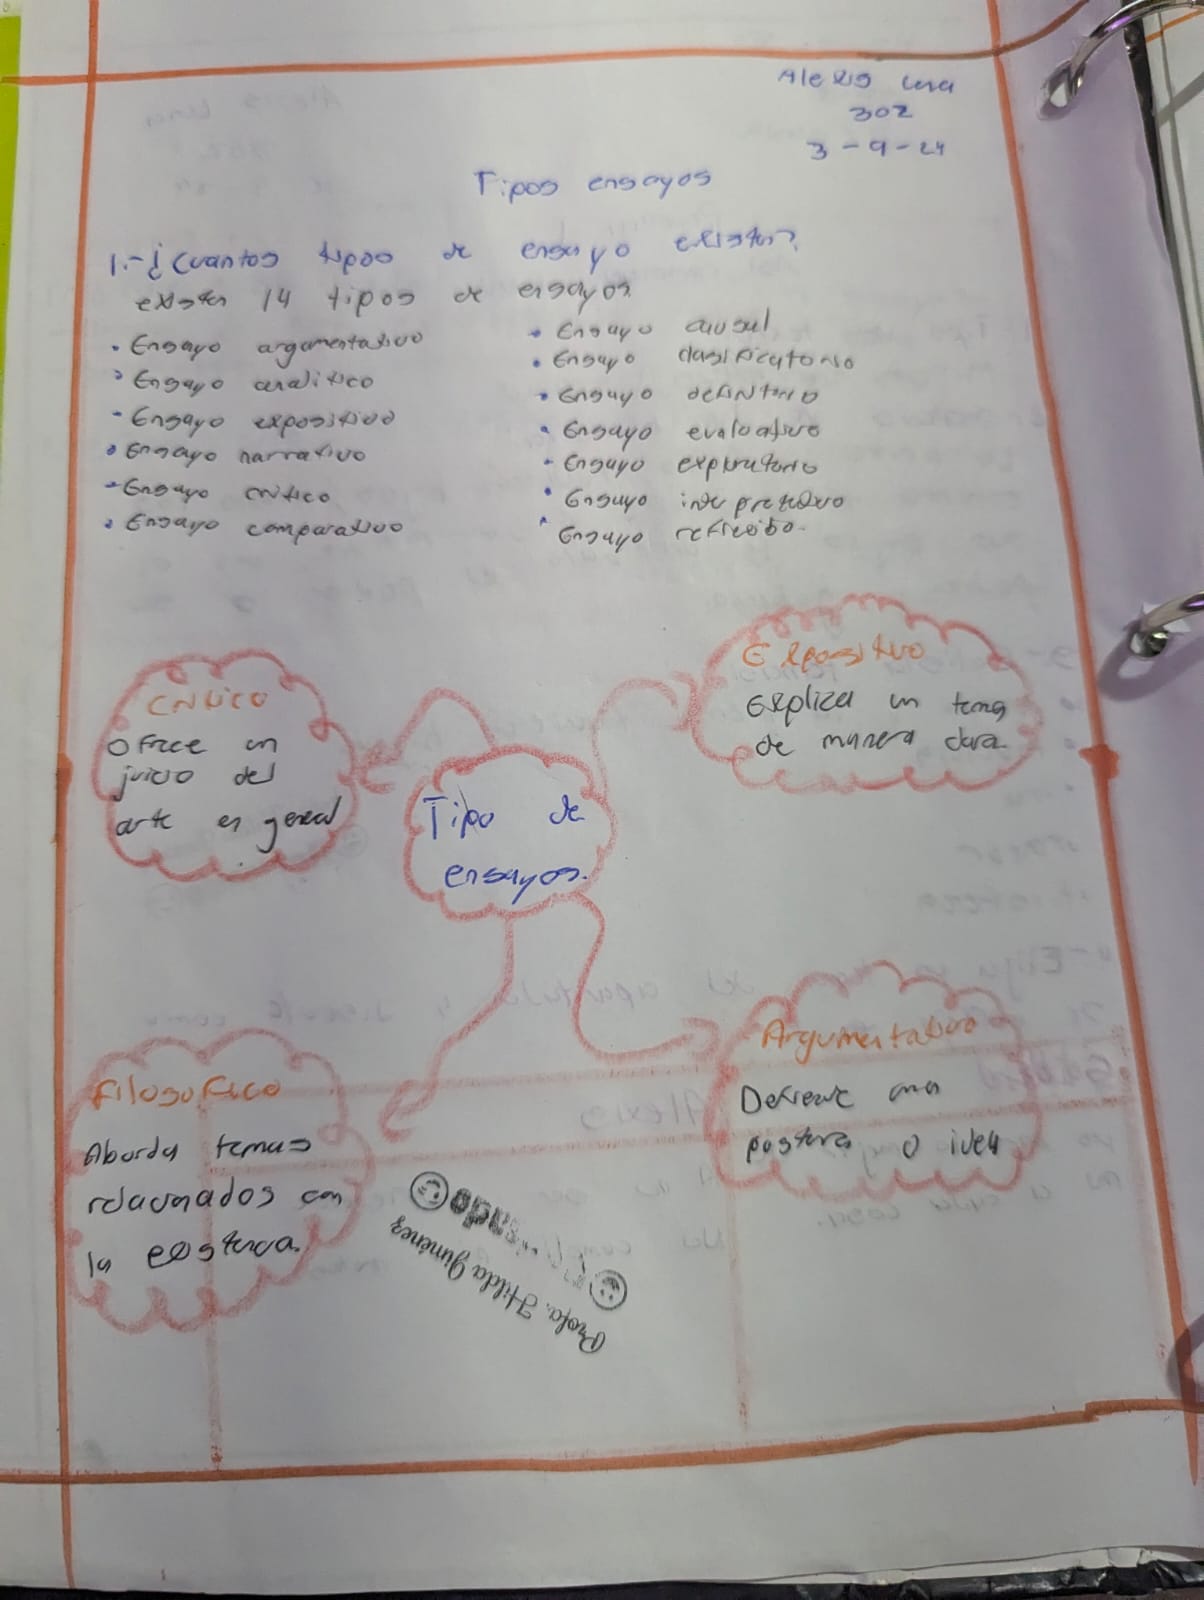 Alexis Lera
302
3-9-24
Tipos ensayos
1.-¿Cuantos tipos de ensayo existen?
existen 14 tipos de ensayos
• Ensayo argumentativo
• Ensayo analitico
- Ensayo expositivo
• Ensayo narrativo
- Ensayo critico
• Ensayo comparativo
• Ensayo causal
• Ensayo clasificatorio
• Ensayo definitorio
• Ensayo evaluativo
- Ensayo exploratorio
• Ensayo interpretativo
Ensayo reflecibo.
Critico
Ofrece un
juicio del
arte en general
Expositivo
Explica un tema
de manera clara.
Tipo de
ensayos.
Filosofico
Aborda temas
relacionados con
la existencia.
Argumentativo
Defiende una
postura o idea
Profa. Hilda Jiménez